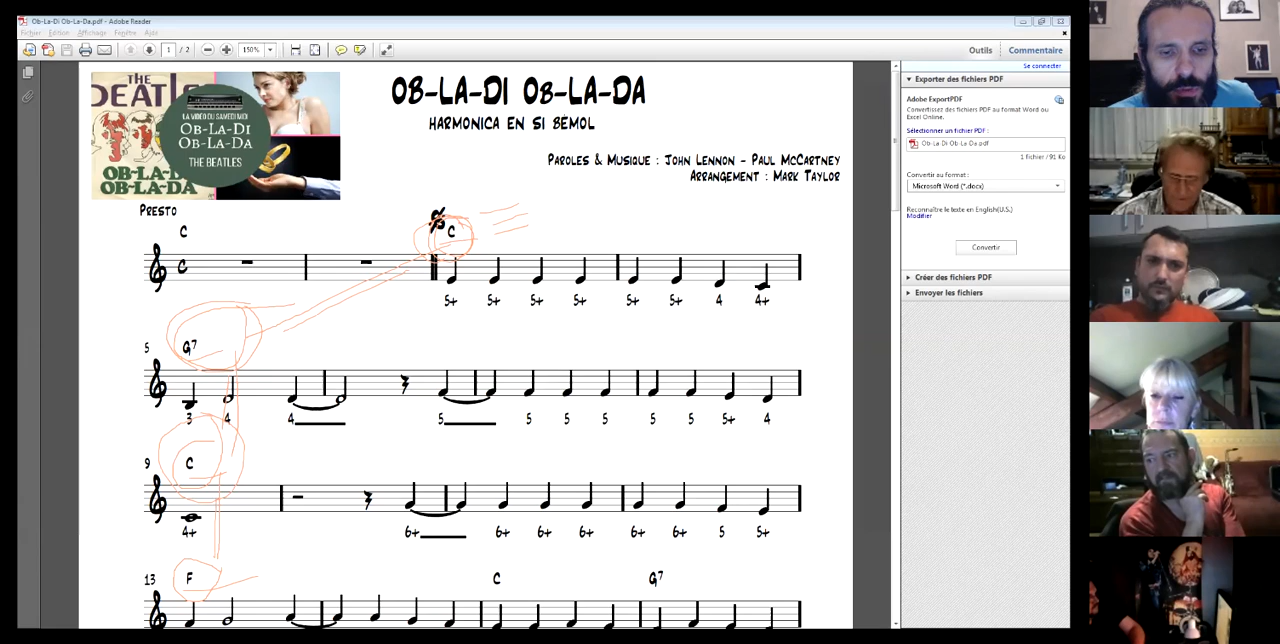 Ob-La-Di Ob-La-Da.pdf - Adobe Reader
Fichier Edition Affichage Fenêtre Aide
1 / 2 150%
Outils Commentaire
Se connecter
THE
BEATLES
LA VIDEO DU SAMEDI MIDI
OB-LA-DI
OB-LA-DA
THE BEATLES
OB-LA-DI
OB-LA-DA
OB-LA-DI OB-LA-DA
HARMONICA EN SI BÉMOL
PAROLES & MUSIQUE : JOHN LENNON - PAUL MCCARTNEY
ARRANGEMENT : MARK TAYLOR
PRESTO
C C
5+ 5+ 5+ 5+ 5+ 5+ 4 4+
5 G7
3 4 4 5 5 5 5 5 5 5+ 4
9 C
4+ 6+ 6+ 6+ 6+ 6+ 6+ 5 5+
13 F C G7
Exporter des fichiers PDF
Adobe ExportPDF
Convertissez des fichiers PDF au format Word ou
Excel Online.
Sélectionner un fichier PDF :
Ob-La-Di Ob-La-Da.pdf
1 Fichier / 91 Ko
Convertir au format :
Microsoft Word (*.docx)
Reconnaître le texte en English(U.S.)
Modifier
Convertir
Créer des fichiers PDF
Envoyer les fichiers